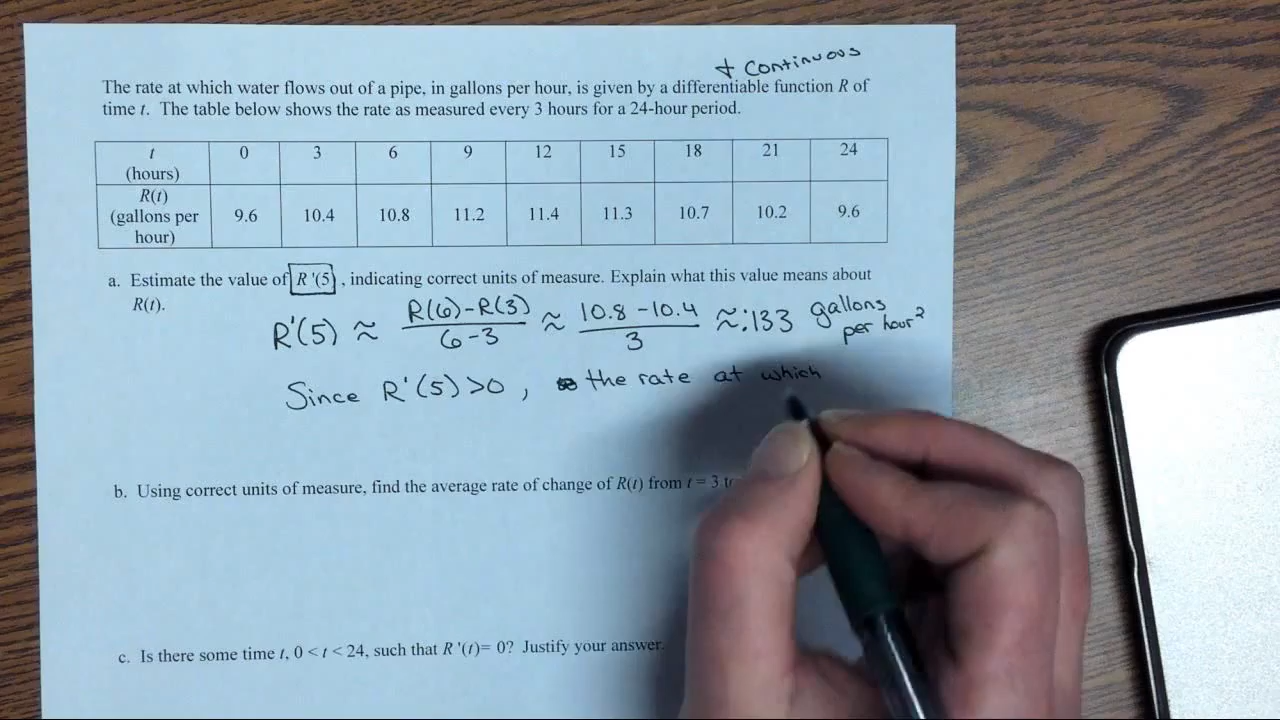 + continuous
The rate at which water flows out of a pipe, in gallons per hour, is given by a differentiable function R of
time t. The table below shows the rate as measured every 3 hours for a 24-hour period.
t (hours) 0 3 6 9 12 15 18 21 24
R(t) (gallons per hour) 9.6 10.4 10.8 11.2 11.4 11.3 10.7 10.2 9.6
a. Estimate the value of R '(5) , indicating correct units of measure. Explain what this value means about
R(t).
R'(5) ≈ R(6)-R(3) / 6-3 ≈ 10.8 - 10.4 / 3 ≈ .133 gallons per hour²
Since R'(5) > 0 , the rate at which
b. Using correct units of measure, find the average rate of change of R(t) from t = 3
c. Is there some time t, 0 < t < 24, such that R '(t)= 0? Justify your answer.